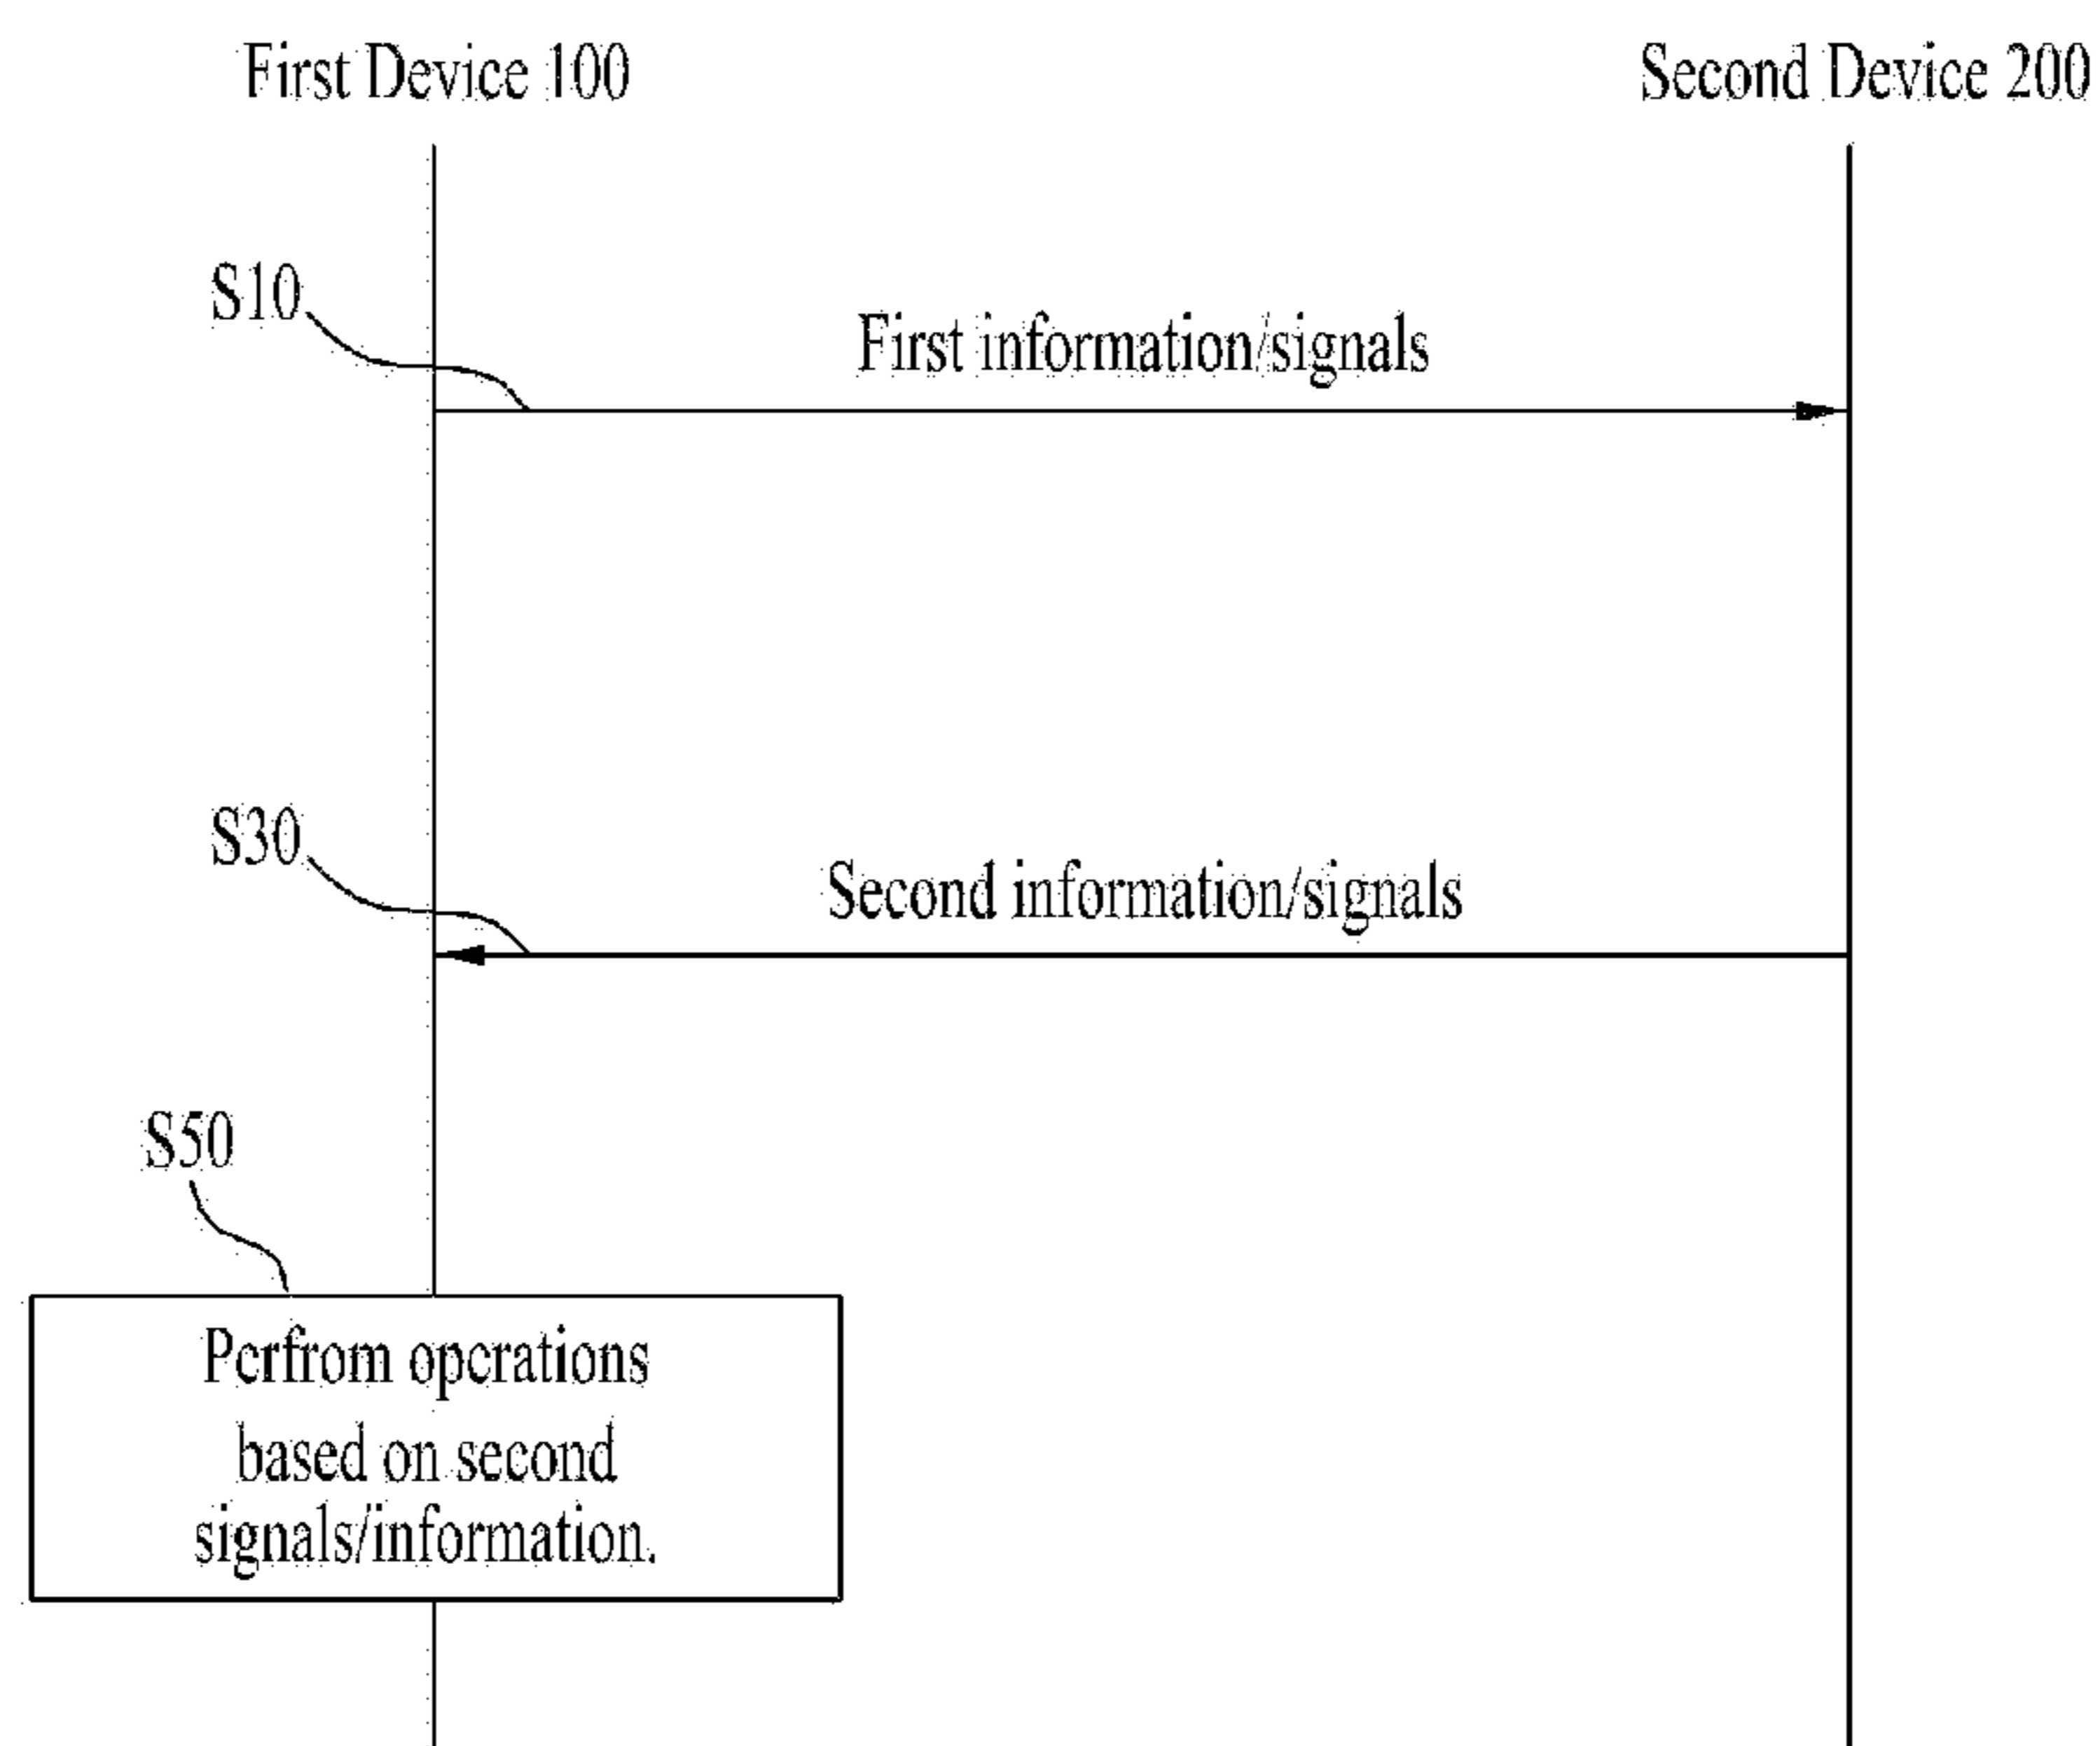 First Device 100
Second Device 200
S10
First information/signals
S30
Second information/signals
S50
Perfrom operations
based on second
signals/information.